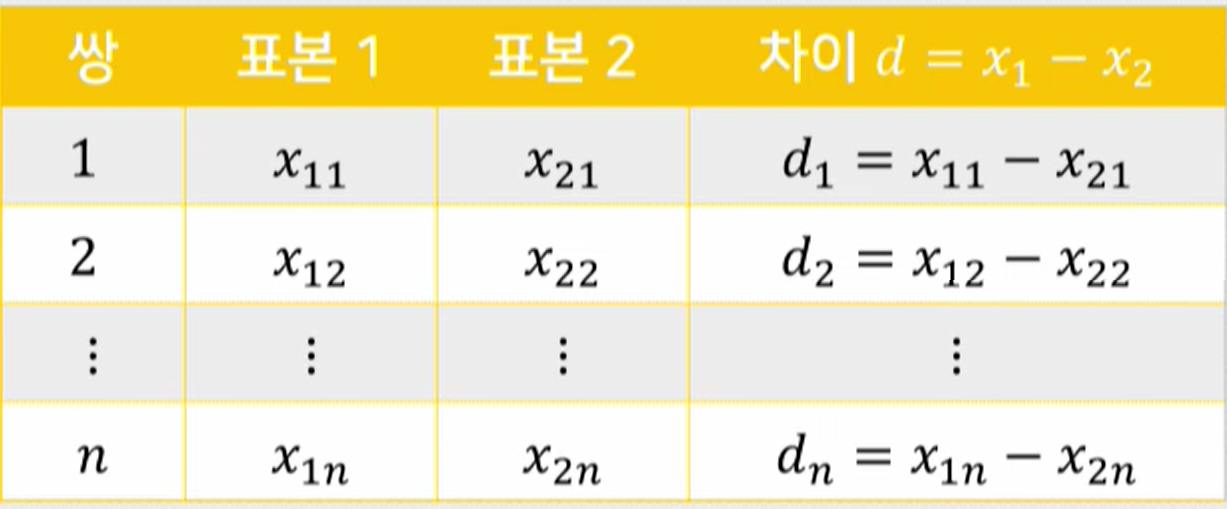 쌍 표본 1 표본 2 차이 d = x₁ − x₂
1 x₁₁ x₂₁ d₁ = x₁₁ − x₂₁
2 x₁₂ x₂₂ d₂ = x₁₂ − x₂₂
⋮ ⋮ ⋮ ⋮
n x₁ₙ x₂ₙ dₙ = x₁ₙ − x₂ₙ